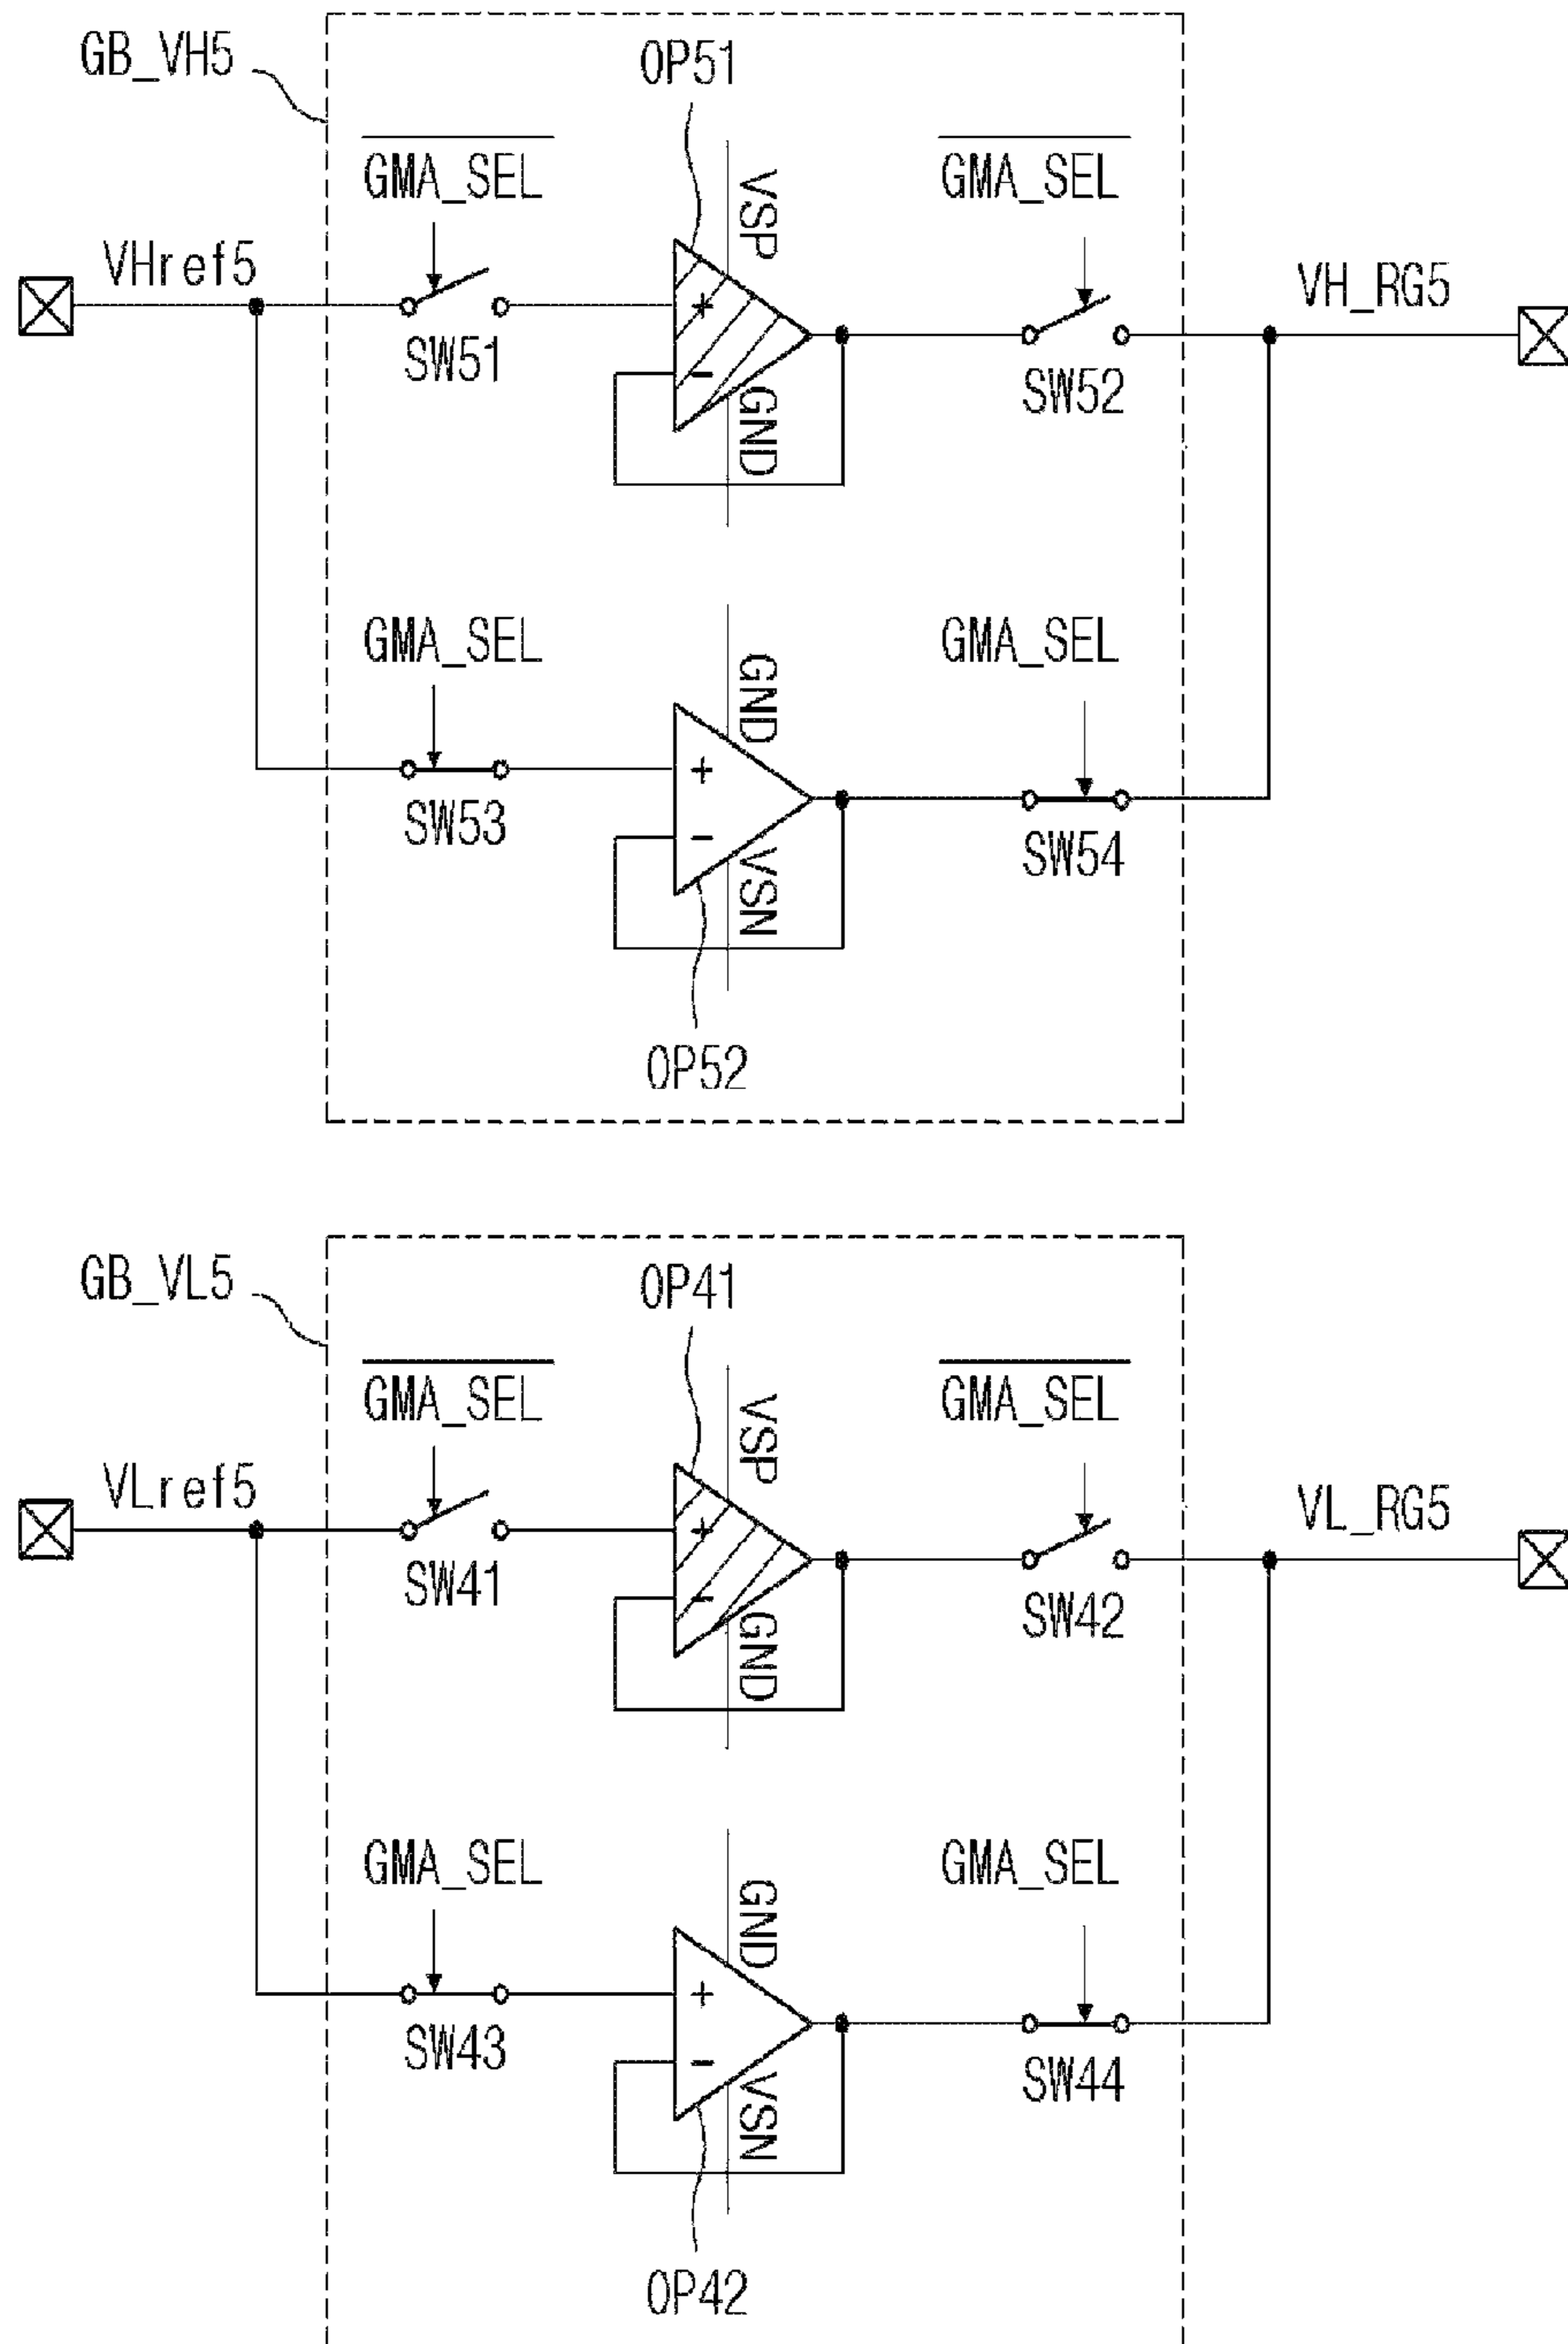 GB_VH5
OP51
GMA_SEL
GMA_SEL
VSP
VHref5
VH_RG5
+
SW51
SW52
-
GND
GMA_SEL
GMA_SEL
GND
+
SW53
SW54
-
VSN
OP52
GB_VL5
OP41
GMA_SEL
GMA_SEL
VSP
VLref5
VL_RG5
+
SW41
SW42
-
GND
GMA_SEL
GMA_SEL
GND
+
SW43
SW44
-
VSN
OP42